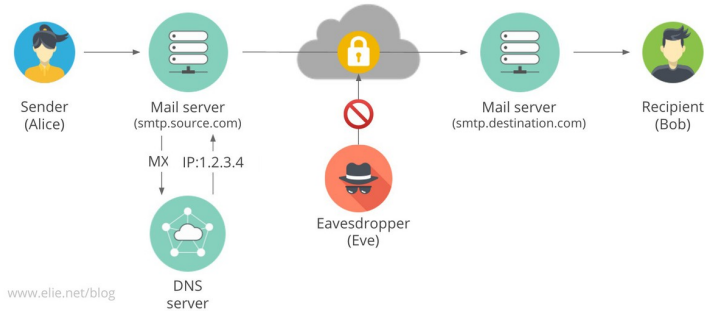 Sender
(Alice)
Mail server
(smtp.source.com)
Mail server
(smtp.destination.com)
Recipient
(Bob)
MX
IP:1.2.3.4
Eavesdropper
(Eve)
DNS
server
www.elie.net/blog